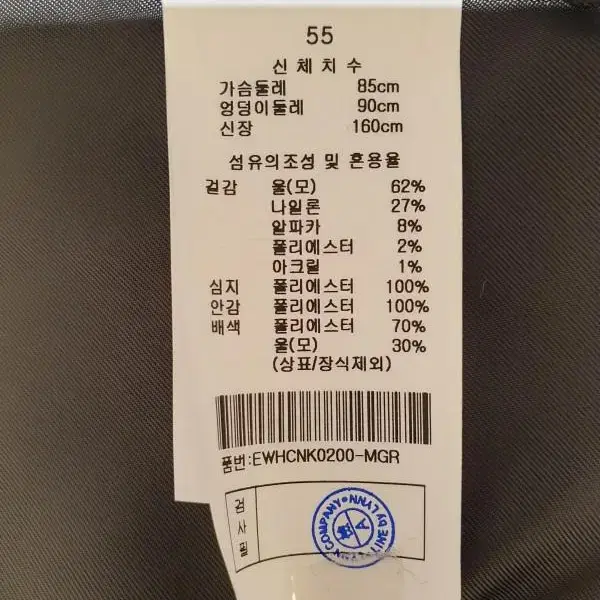 55
신 체 치 수
가슴둘레 85cm
엉덩이둘레 90cm
신장 160cm
섬유의조성 및 혼용율
겉감 울(모) 62%
나일론 27%
알파카 8%
폴리에스터 2%
아크릴 1%
심지 폴리에스터 100%
안감 폴리에스터 100%
배색 폴리에스터 70%
울(모) 30%
(상표/장식제외)
품번:EWHCNK0200-MGR
검사필
COMPANY LINE BY LYNN